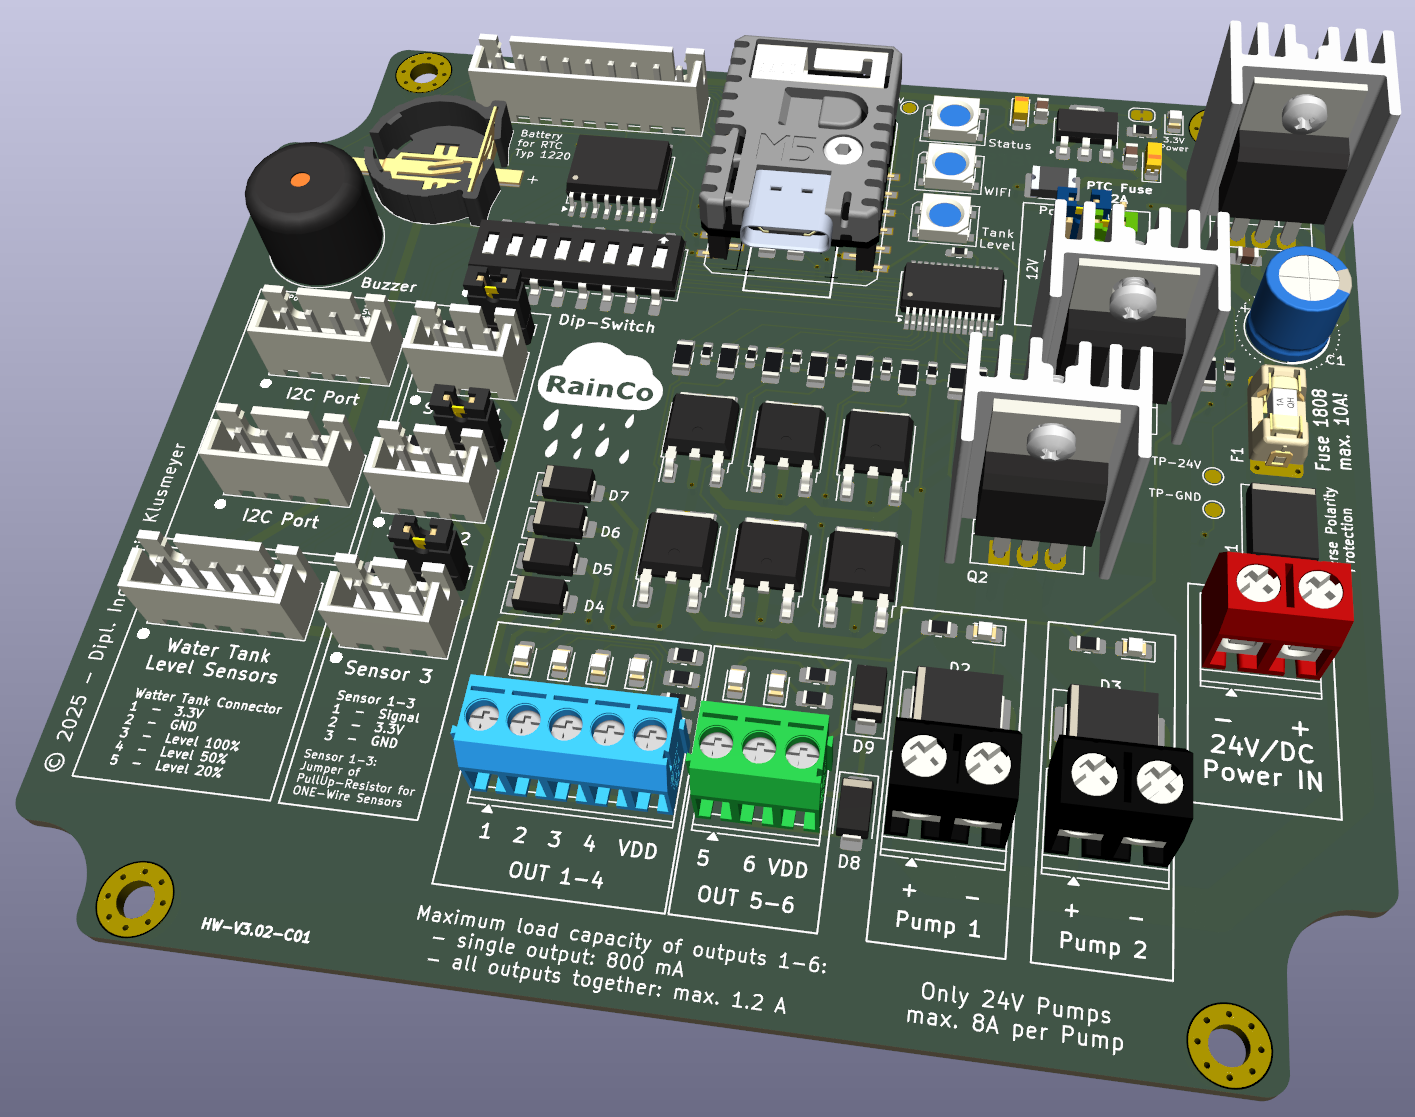 Battery
for RTC
Typ 1220
+
M5
Status
WIFI
Tank
Level
3.3V
Power
PTC Fuse
2A
12V
Buzzer
Dip-Switch
RainCo
I2C Port
I2C Port
+
C1
1A
F1
Fuse 1808
max. 10A!
TP-24V
TP-GND
Q2
D7
D6
D5
D4
D2
D3
D9
D8
Klusmeyer
© 2025 - Dipl.
Water Tank
Level Sensors
Watter Tank Connector
1 - 3.3V
2 - GND
3 - Level 100%
4 - Level 50%
5 - Level 20%
Sensor 3
Sensor 1-3
1 - Signal
2 - 3.3V
3 - GND
Sensor 1-3:
Jumper of
PullUp-Resistor for
ONE-Wire Sensors
1 2 3 4 VDD
OUT 1-4
5 6 VDD
OUT 5-6
+ -
Pump 1
+ -
Pump 2
- +
24V/DC
Power IN
HW-V3.02-C01
Maximum load capacity of outputs 1-6:
- single output: 800 mA
- all outputs together: max. 1.2 A
Only 24V Pumps
max. 8A per Pump